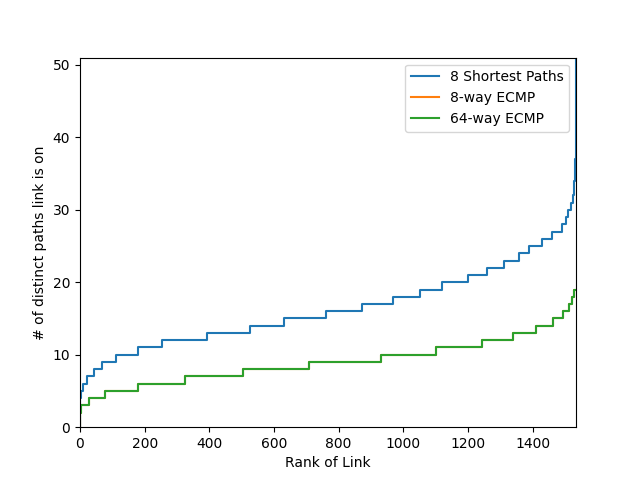 50
40
30
20
10
0
# of distinct paths link is on
8 Shortest Paths
8-way ECMP
64-way ECMP
0 200 400 600 800 1000 1200 1400
Rank of Link